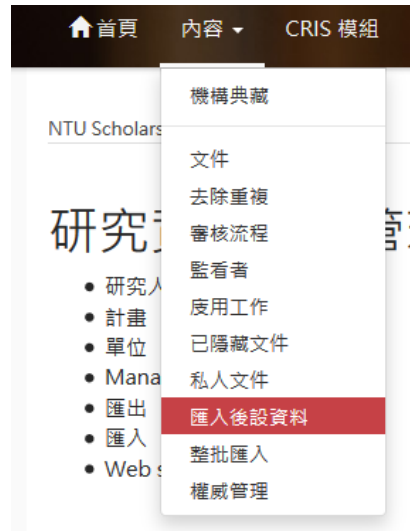 首頁 內容 CRIS 模組
機構典藏
NTU Scholars
文件
去除重複
審核流程
監看者
庋用工作
已隱藏文件
私人文件
匯入後設資料
整批匯入
權威管理
研究
研究人
計畫
單位
Mana
匯出
匯入
Web s